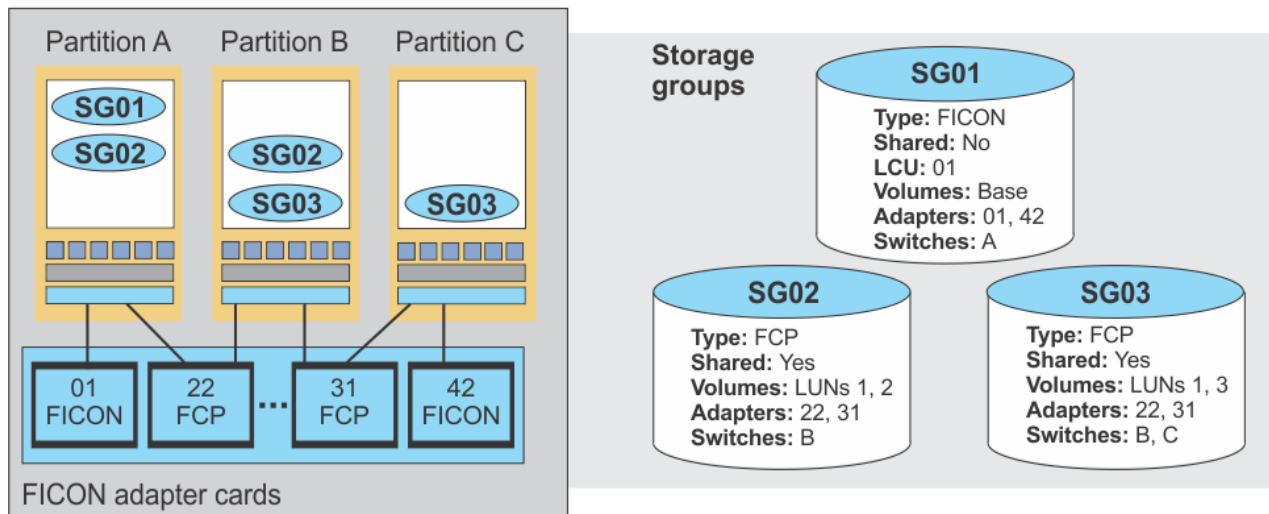 Partition A
Partition B
Partition C
SG01
SG02
SG02
SG03
SG03
01
FICON
22
FCP
...
31
FCP
42
FICON
FICON adapter cards
Storage
groups
SG01
Type: FICON
Shared: No
LCU: 01
Volumes: Base
Adapters: 01, 42
Switches: A
SG02
Type: FCP
Shared: Yes
Volumes: LUNs 1, 2
Adapters: 22, 31
Switches: B
SG03
Type: FCP
Shared: Yes
Volumes: LUNs 1, 3
Adapters: 22, 31
Switches: B, C